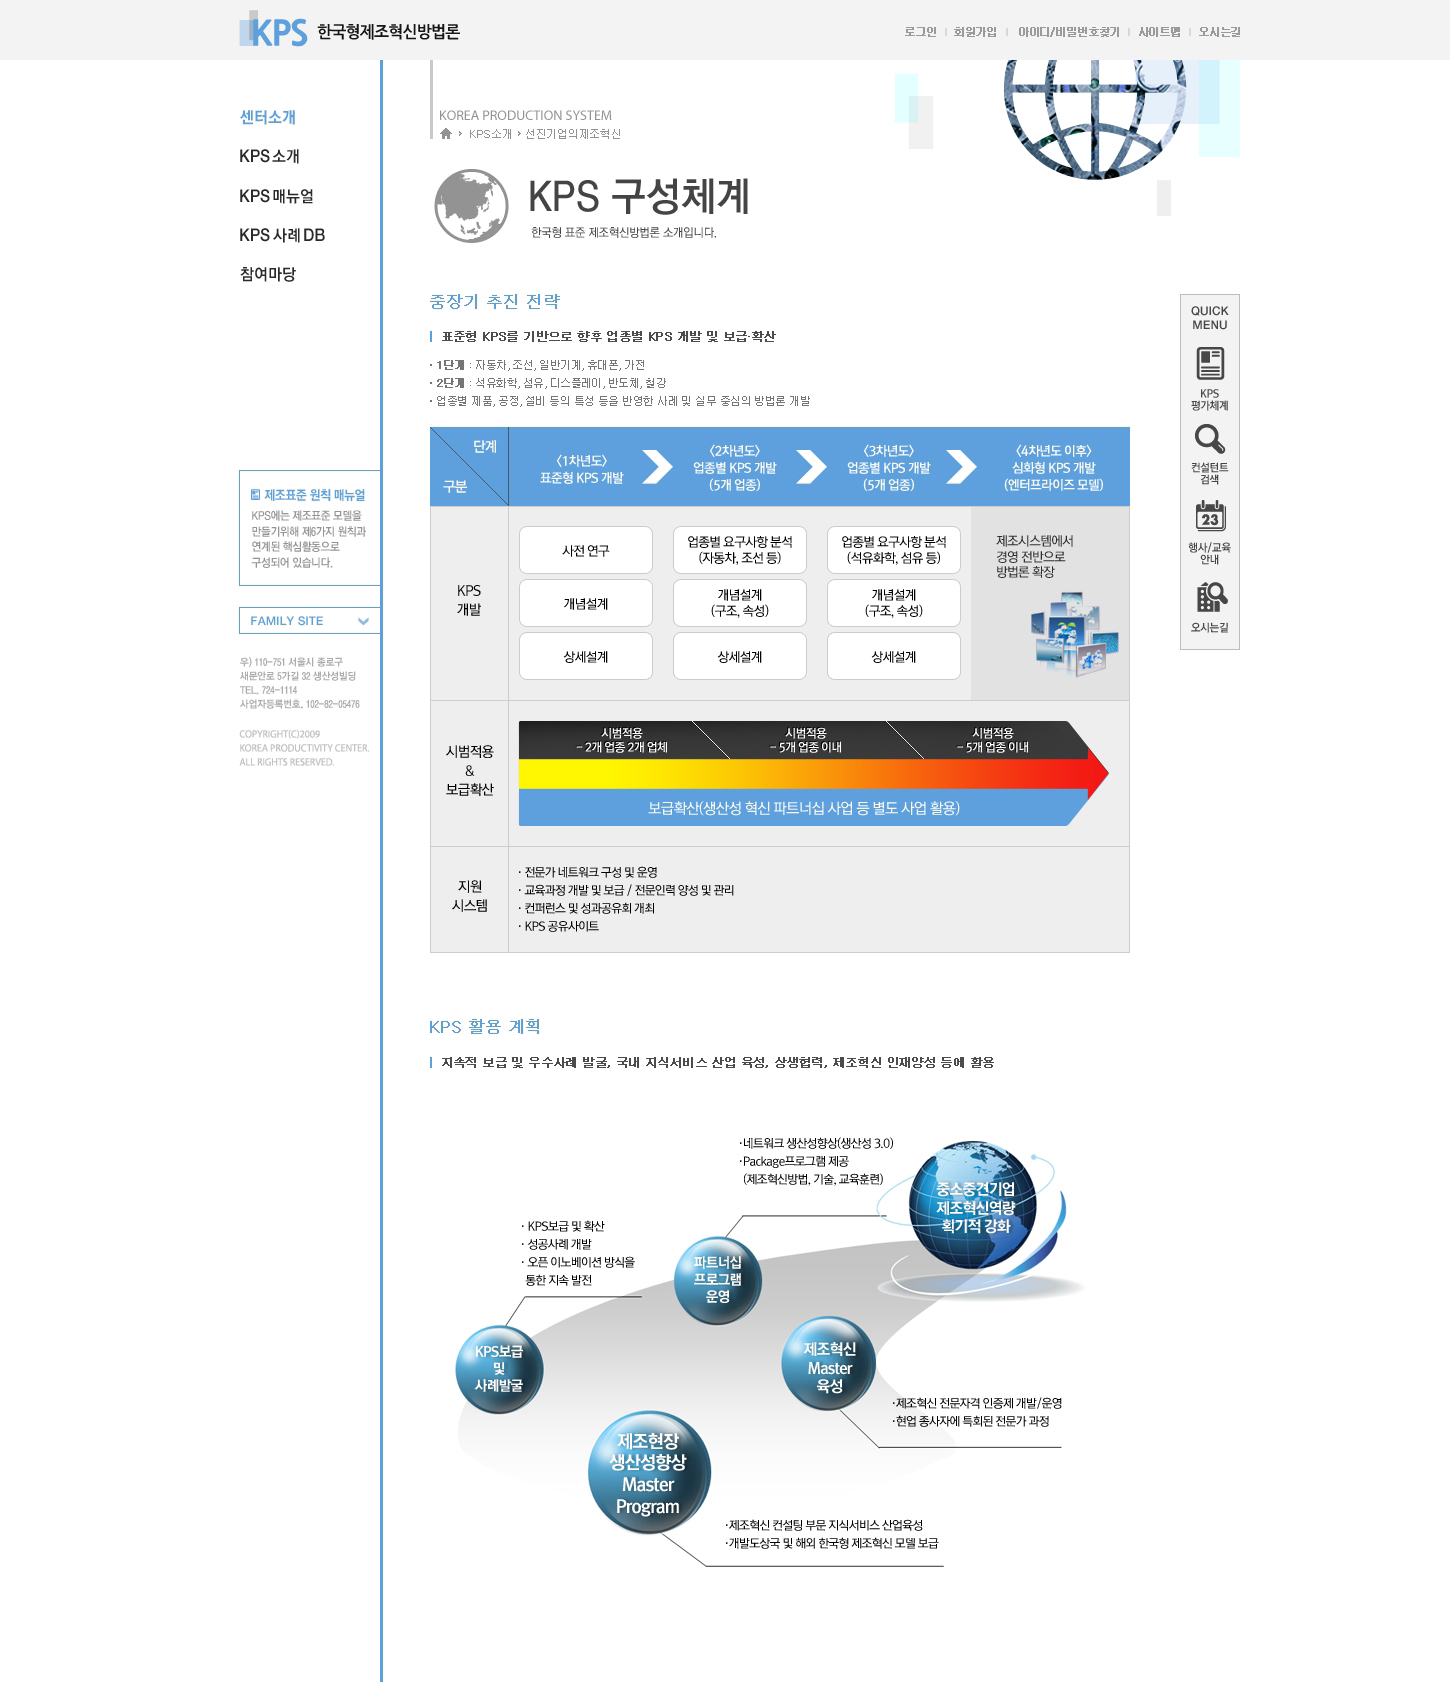 KPS 한국형제조혁신방법론
로그인 | 회원가입 | 아이디/비밀번호찾기 | 사이트맵 | 오시는길
센터소개
KPS 소개
KPS 매뉴얼
KPS 사례 DB
참여마당
제조표준 원칙 매뉴얼
KPS에는 제조표준 모델을
만들기위해 제6가지 원칙과
연계된 핵심활동으로
구성되어 있습니다.
FAMILY SITE
우) 110-751 서울시 종로구
새문안로 5가길 32 생산성빌딩
TEL. 724-1114
사업자등록번호. 102-82-05476
COPYRIGHT(C)2009
KOREA PRODUCTIVITY CENTER.
ALL RIGHTS RESERVED.
KOREA PRODUCTION SYSTEM
KPS소개 선진기업의제조혁신
KPS 구성체계
한국형 표준 제조혁신방법론 소개입니다.
중장기 추진 전략
표준형 KPS를 기반으로 향후 업종별 KPS 개발 및 보급·확산
· 1단계 : 자동차, 조선, 일반기계, 휴대폰, 가전
· 2단계 : 석유화학, 섬유, 디스플레이, 반도체, 철강
· 업종별 제품, 공정, 설비 등의 특성 등을 반영한 사례 및 실무 중심의 방법론 개발
단계
구분
〈1차년도〉
표준형 KPS 개발
〈2차년도〉
업종별 KPS 개발
(5개 업종)
〈3차년도〉
업종별 KPS 개발
(5개 업종)
〈4차년도 이후〉
심화형 KPS 개발
(엔터프라이즈 모델)
KPS
개발
사전 연구
개념설계
상세설계
업종별 요구사항 분석
(자동차, 조선 등)
개념설계
(구조, 속성)
상세설계
업종별 요구사항 분석
(석유화학, 섬유 등)
개념설계
(구조, 속성)
상세설계
제조시스템에서
경영 전반으로
방법론 확장
시범적용
&
보급확산
시범적용
- 2개 업종 2개 업체
시범적용
- 5개 업종 이내
시범적용
- 5개 업종 이내
보급확산(생산성 혁신 파트너십 사업 등 별도 사업 활용)
지원
시스템
· 전문가 네트워크 구성 및 운영
· 교육과정 개발 및 보급 / 전문인력 양성 및 관리
· 컨퍼런스 및 성과공유회 개최
· KPS 공유사이트
QUICK
MENU
KPS
평가체계
컨설턴트
검색
23
행사/교육
안내
오시는길
KPS 활용 계획
지속적 보급 및 우수사례 발굴, 국내 지식서비스 산업 육성, 상생협력, 제조혁신 인재양성 등에 활용
·네트워크 생산성향상(생산성 3.0)
·Package프로그램 제공
(제조혁신방법, 기술, 교육훈련)
중소중견기업
제조혁신역량
획기적 강화
· KPS보급 및 확산
· 성공사례 개발
· 오픈 이노베이션 방식을
통한 지속 발전
파트너십
프로그램
운영
KPS보급
및
사례발굴
제조혁신
Master
육성
·제조혁신 전문자격 인증제 개발/운영
·현업 종사자에 특회된 전문가 과정
제조현장
생산성향상
Master
Program
·제조혁신 컨설팅 부문 지식서비스 산업육성
·개발도상국 및 해외 한국형 제조혁신 모델 보급